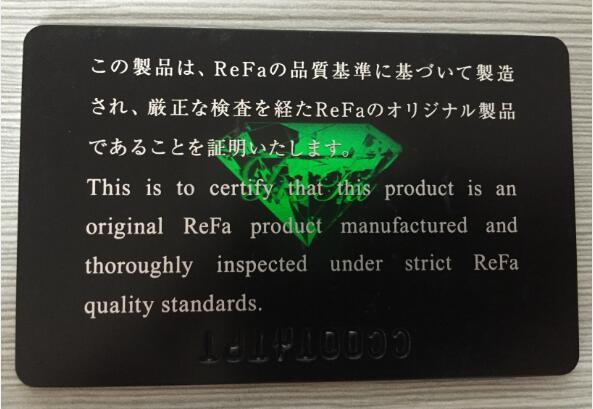 この製品は、ReFaの品質基準に基づいて製造
され、厳正な検査を経たReFaのオリジナル製品
であることを証明いたします。
This is to certify that this product is an
original ReFa product manufactured and
thoroughly inspected under strict ReFa
quality standards.